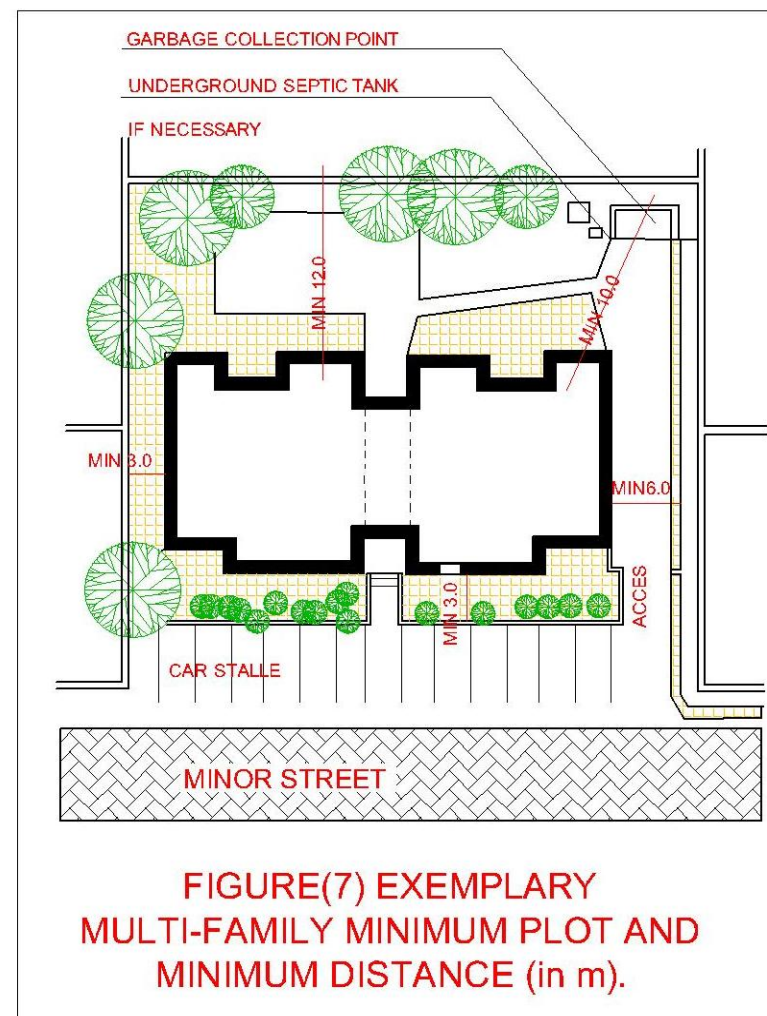 GARBAGE COLLECTION POINT
UNDERGROUND SEPTIC TANK
IF NECESSARY
MIN 12.0
MIN 10.0
MIN 3.0
MIN6.0
MIN 3.0
ACCES
CAR STALLE
MINOR STREET
FIGURE(7) EXEMPLARY
MULTI-FAMILY MINIMUM PLOT AND
MINIMUM DISTANCE (in m).